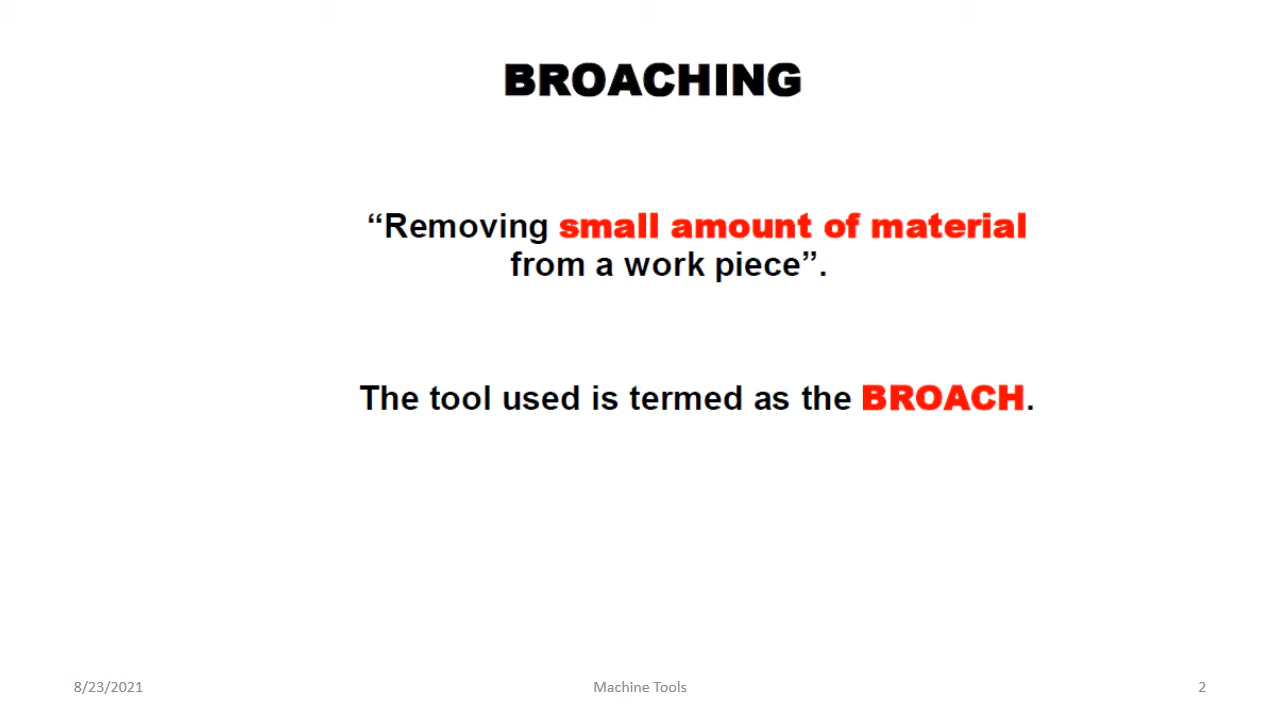 BROACHING
“Removing small amount of material
from a work piece”.
The tool used is termed as the BROACH.
8/23/2021
Machine Tools
2